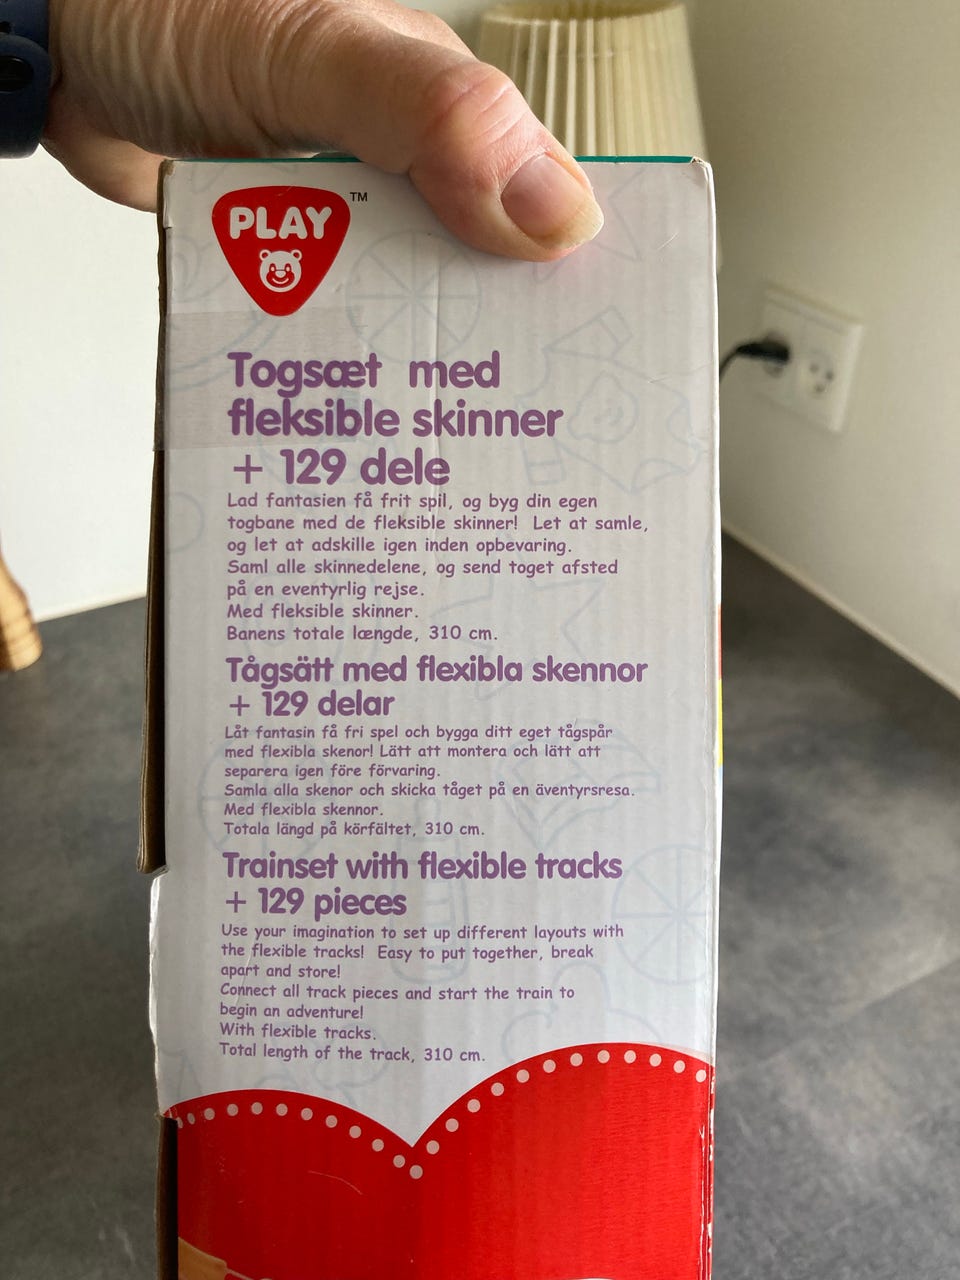 PLAY TM
Togsæt med
fleksible skinner
+ 129 dele
Lad fantasien få frit spil, og byg din egen
togbane med de fleksible skinner! Let at samle,
og let at adskille igen inden opbevaring.
Saml alle skinnedelene, og send toget afsted
på en eventyrlig rejse.
Med fleksible skinner.
Banens totale længde, 310 cm.
Tågsätt med flexibla skennor
+ 129 delar
Låt fantasin få fri spel och bygga ditt eget tågspår
med flexibla skenor! Lätt att montera och lätt att
separera igen före förvaring.
Samla alla skenor och skicka tåget på en äventyrsresa.
Med flexibla skennor.
Totala längd på körfältet, 310 cm.
Trainset with flexible tracks
+ 129 pieces
Use your imagination to set up different layouts with
the flexible tracks! Easy to put together, break
apart and store!
Connect all track pieces and start the train to
begin an adventure!
With flexible tracks.
Total length of the track, 310 cm.